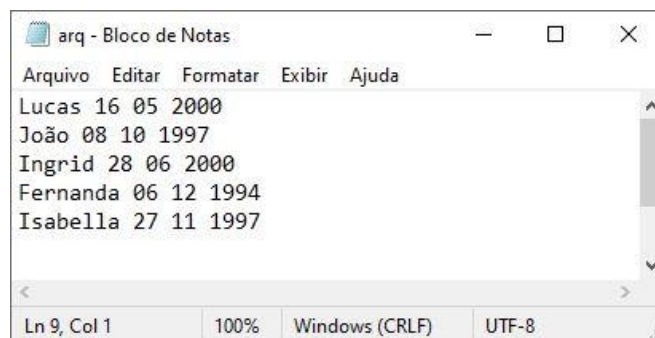 arq - Bloco de Notas
Arquivo Editar Formatar Exibir Ajuda
Lucas 16 05 2000
João 08 10 1997
Ingrid 28 06 2000
Fernanda 06 12 1994
Isabella 27 11 1997
Ln 9, Col 1 100% Windows (CRLF) UTF-8